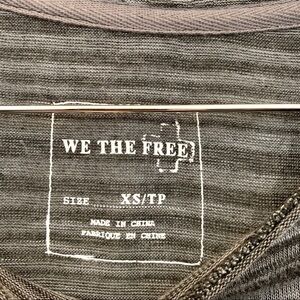 WE THE FREE
SIZE XS/TP
MADE IN CHINA
FABRIQUE EN CHINE